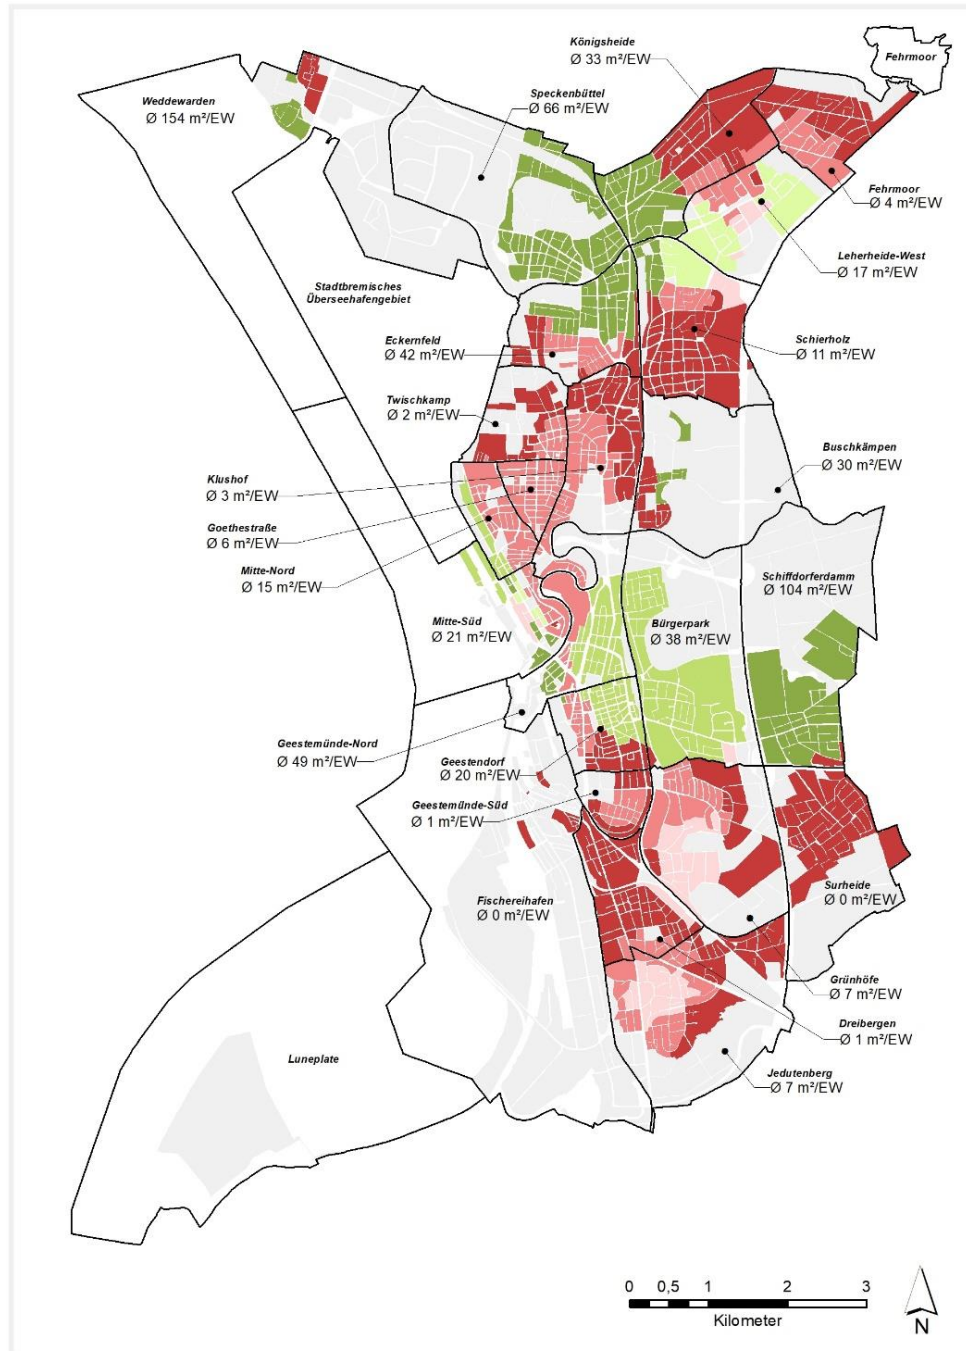 Königsheide
Ø 33 m²/EW
Fehrmoor
Speckenbüttel
Ø 66 m²/EW
Weddewarden
Ø 154 m²/EW
Fehrmoor
Ø 4 m²/EW
Leherheide-West
Ø 17 m²/EW
Stadtbremisches
Überseehafengebiet
Eckernfeld
Ø 42 m²/EW
Schierholz
Ø 11 m²/EW
Twischkamp
Ø 2 m²/EW
Buschkämpen
Ø 30 m²/EW
Klushof
Ø 3 m²/EW
Goethestraße
Ø 6 m²/EW
Mitte-Nord
Ø 15 m²/EW
Schiffdorferdamm
Ø 104 m²/EW
Mitte-Süd
Ø 21 m²/EW
Bürgerpark
Ø 38 m²/EW
Geestemünde-Nord
Ø 49 m²/EW
Geestendorf
Ø 20 m²/EW
Geestemünde-Süd
Ø 1 m²/EW
Fischereihafen
Ø 0 m²/EW
Surheide
Ø 0 m²/EW
Grünhöfe
Ø 7 m²/EW
Dreibergen
Ø 1 m²/EW
Luneplate
Jedutenberg
Ø 7 m²/EW
0 0,5 1 2 3
Kilometer
N